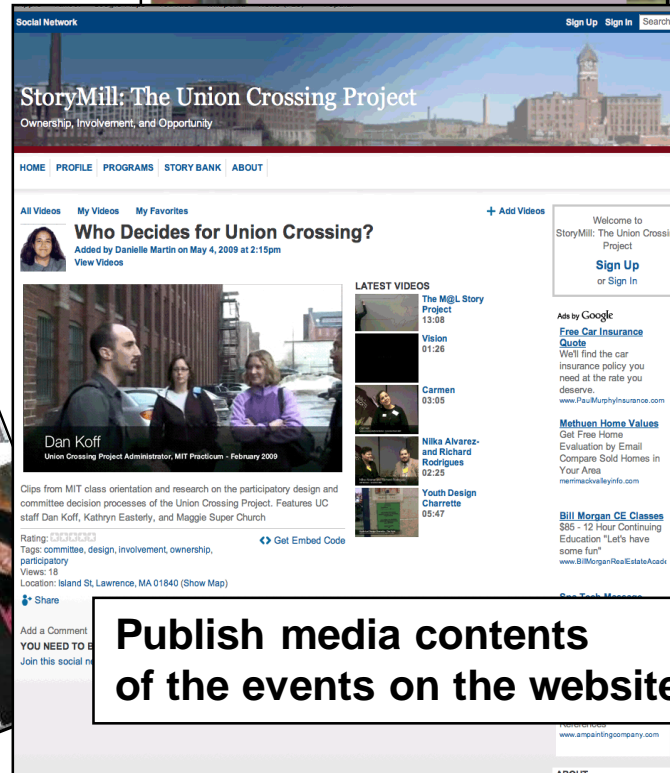 Social Network
Sign Up Sign In Search
StoryMill: The Union Crossing Project
Ownership, Involvement, and Opportunity
HOME PROFILE PROGRAMS STORY BANK ABOUT
All Videos My Videos My Favorites
+ Add Videos
Who Decides for Union Crossing?
Added by Danielle Martin on May 4, 2009 at 2:15pm
View Videos
Dan Koff
Union Crossing Project Administrator, MIT Practicum - February 2009
Clips from MIT class orientation and research on the participatory design and
committee decision processes of the Union Crossing Project. Features UC
staff Dan Koff, Kathryn Easterly, and Maggie Super Church
Rating:
Get Embed Code
Tags: committee, design, involvement, ownership,
participatory
Views: 18
Location: Island St, Lawrence, MA 01840 (Show Map)
Share
Add a Comment
YOU NEED TO B
Join this social ne
LATEST VIDEOS
The M@L Story
Project
13:08
Vision
01:26
Carmen
03:05
Nilka Alvarez-
and Richard
Rodrigues
02:25
Youth Design
Charrette
05:47
Welcome to
StoryMill: The Union Crossin
Project
Sign Up
or Sign In
Ads by Google
Free Car Insurance
Quote
We'll find the car
insurance policy you
need at the rate you
deserve.
www.PaulMurphyInsurance.com
Methuen Home Values
Get Free Home
Evaluation by Email
Compare Sold Homes in
Your Area
merrimackvalleyinfo.com
Bill Morgan CE Classes
$85 - 12 Hour Continuing
Education "Let's have
some fun"
www.BillMorganRealEstateAcade
Publish media contents
of the events on the website
References
www.ampaintingcompany.com
ABOUT